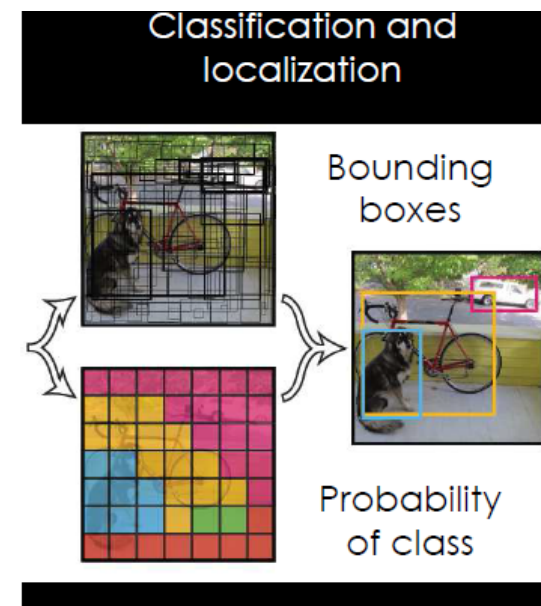 Classification and
localization
Bounding
boxes
Probability
of class